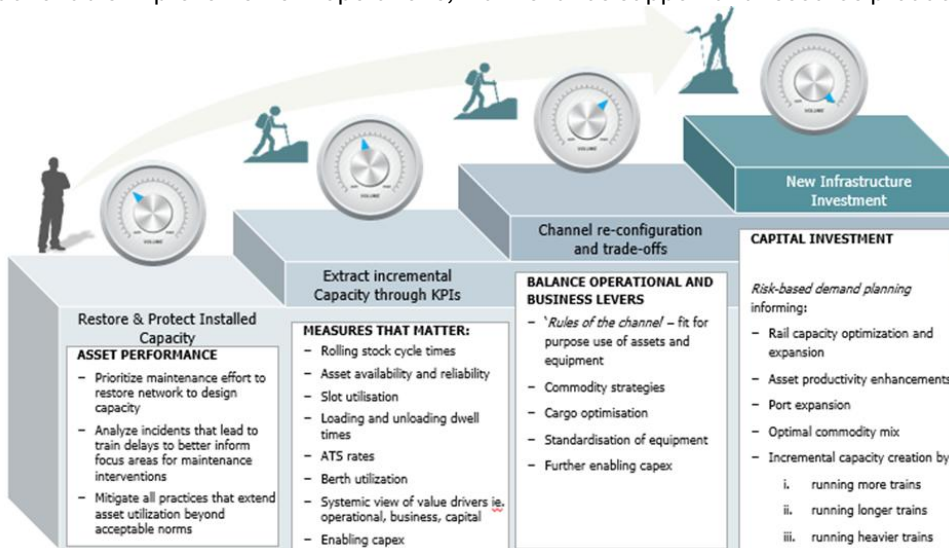 VOLUME
VOLUME
VOLUME
VOLUME
Restore & Protect Installed
Capacity
ASSET PERFORMANCE
− Prioritize maintenance effort to
restore network to design
capacity
− Analyze incidents that lead to
train delays to better inform
focus areas for maintenance
interventions
− Mitigate all practices that extend
asset utilization beyond
acceptable norms
Extract incremental
Capacity through KPIs
MEASURES THAT MATTER:
− Rolling stock cycle times
− Asset availability and reliability
− Slot utilisation
− Loading and unloading dwell
times
− ATS rates
− Berth utilization
− Systemic view of value drivers ie.
operational, business, capital
− Enabling capex
Channel re-configuration
and trade-offs
BALANCE OPERATIONAL AND
BUSINESS LEVERS
− 'Rules of the channel' – fit for
purpose use of assets and
equipment
− Commodity strategies
− Cargo optimisation
− Standardisation of equipment
− Further enabling capex
New Infrastructure
Investment
CAPITAL INVESTMENT
Risk-based demand planning
informing:
− Rail capacity optimization and
expansion
− Asset productivity enhancements
− Port expansion
− Optimal commodity mix
− Incremental capacity creation by
i. running more trains
ii. running longer trains
iii. running heavier trains